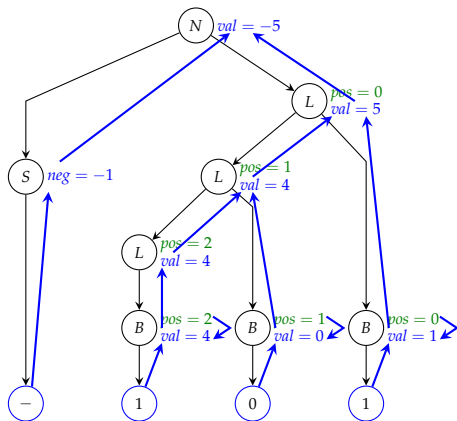 N val = −5
L pos = 0
val = 5
S neg = −1
L pos = 1
val = 4
L pos = 2
val = 4
B pos = 2
val = 4
B pos = 1
val = 0
B pos = 0
val = 1
− 1 0 1